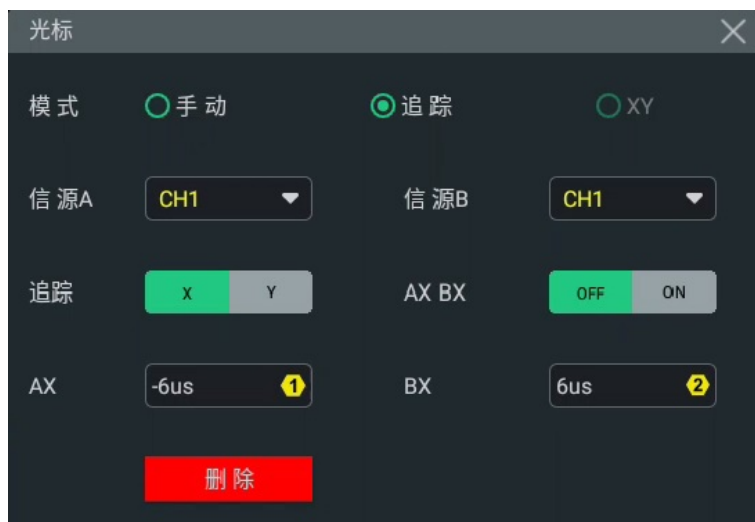 光标
模式 手动 追踪 XY
信源A CH1 信源B CH1
追踪 X Y AX BX OFF ON
AX -6us 1 BX 6us 2
删除